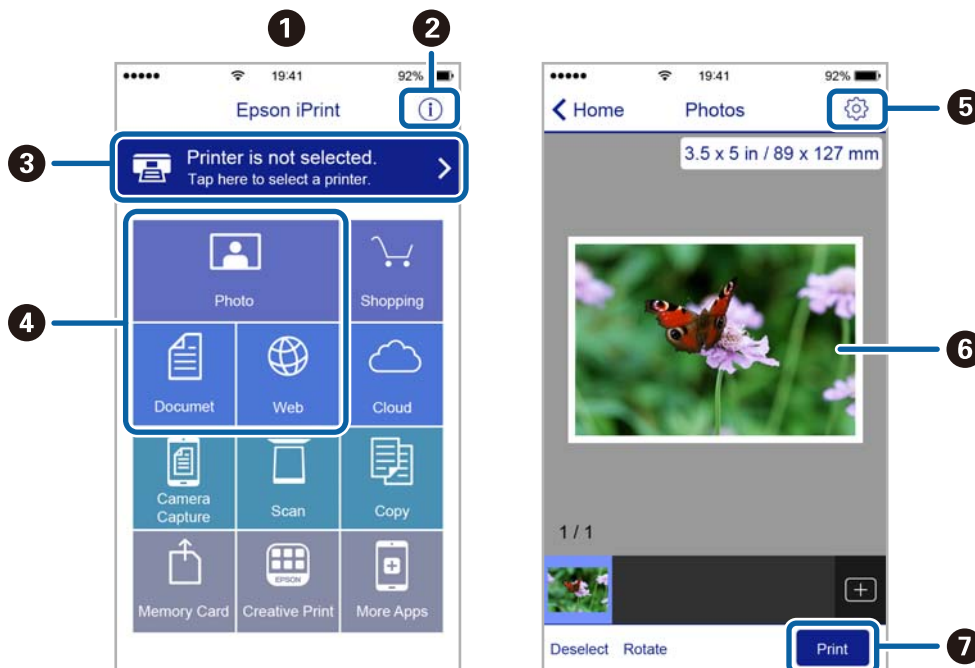 1
2
19:41 92%
Epson iPrint
3
Printer is not selected.
Tap here to select a printer.
4
Photo
Shopping
Documet
Web
Cloud
Camera
Capture
Scan
Copy
EPSON
Memory Card
Creative Print
More Apps
19:41 92%
Home Photos
5
3.5 x 5 in / 89 x 127 mm
6
1 / 1
Deselect Rotate Print
7